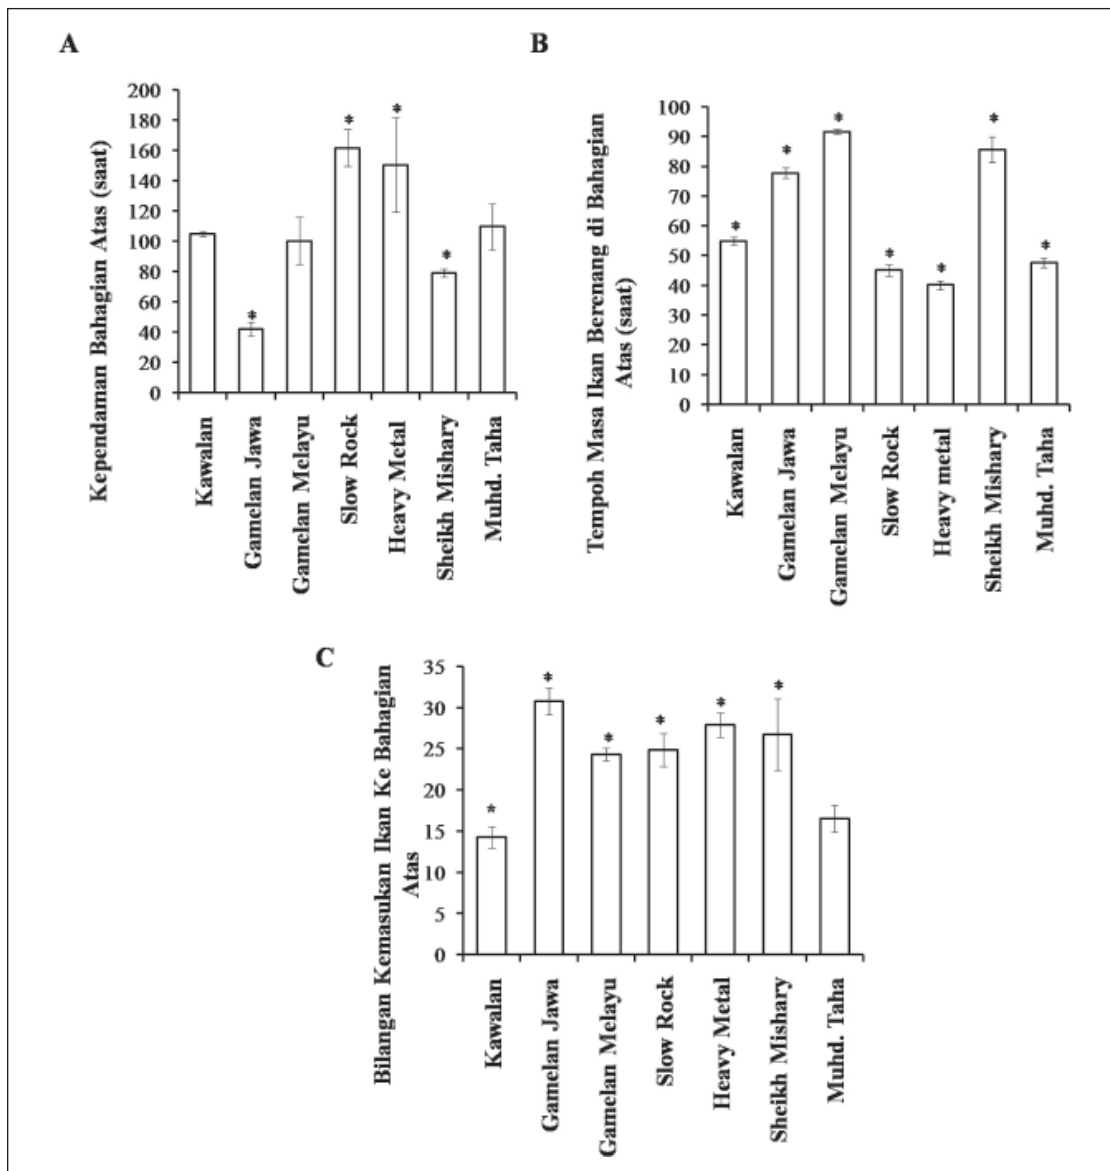 A
Kependaman Bahagian Atas (saat)
200
180
160
140
120
100
80
60
40
20
0
*
*
*
*
Kawalan
Gamelan Jawa
Gamelan Melayu
Slow Rock
Heavy Metal
Sheikh Mishary
Muhd. Taha
B
Tempoh Masa Ikan Berenang di Bahagian
Atas (saat)
100
90
80
70
60
50
40
30
20
10
0
*
*
*
*
*
*
*
Kawalan
Gamelan Jawa
Gamelan Melayu
Slow Rock
Heavy metal
Sheikh Mishary
Muhd. Taha
C
Bilangan Kemasukan Ikan Ke Bahagian
Atas
35
30
25
20
15
10
5
0
*
*
*
*
*
*
Kawalan
Gamelan Jawa
Gamelan Melayu
Slow Rock
Heavy Metal
Sheikh Mishary
Muhd. Taha